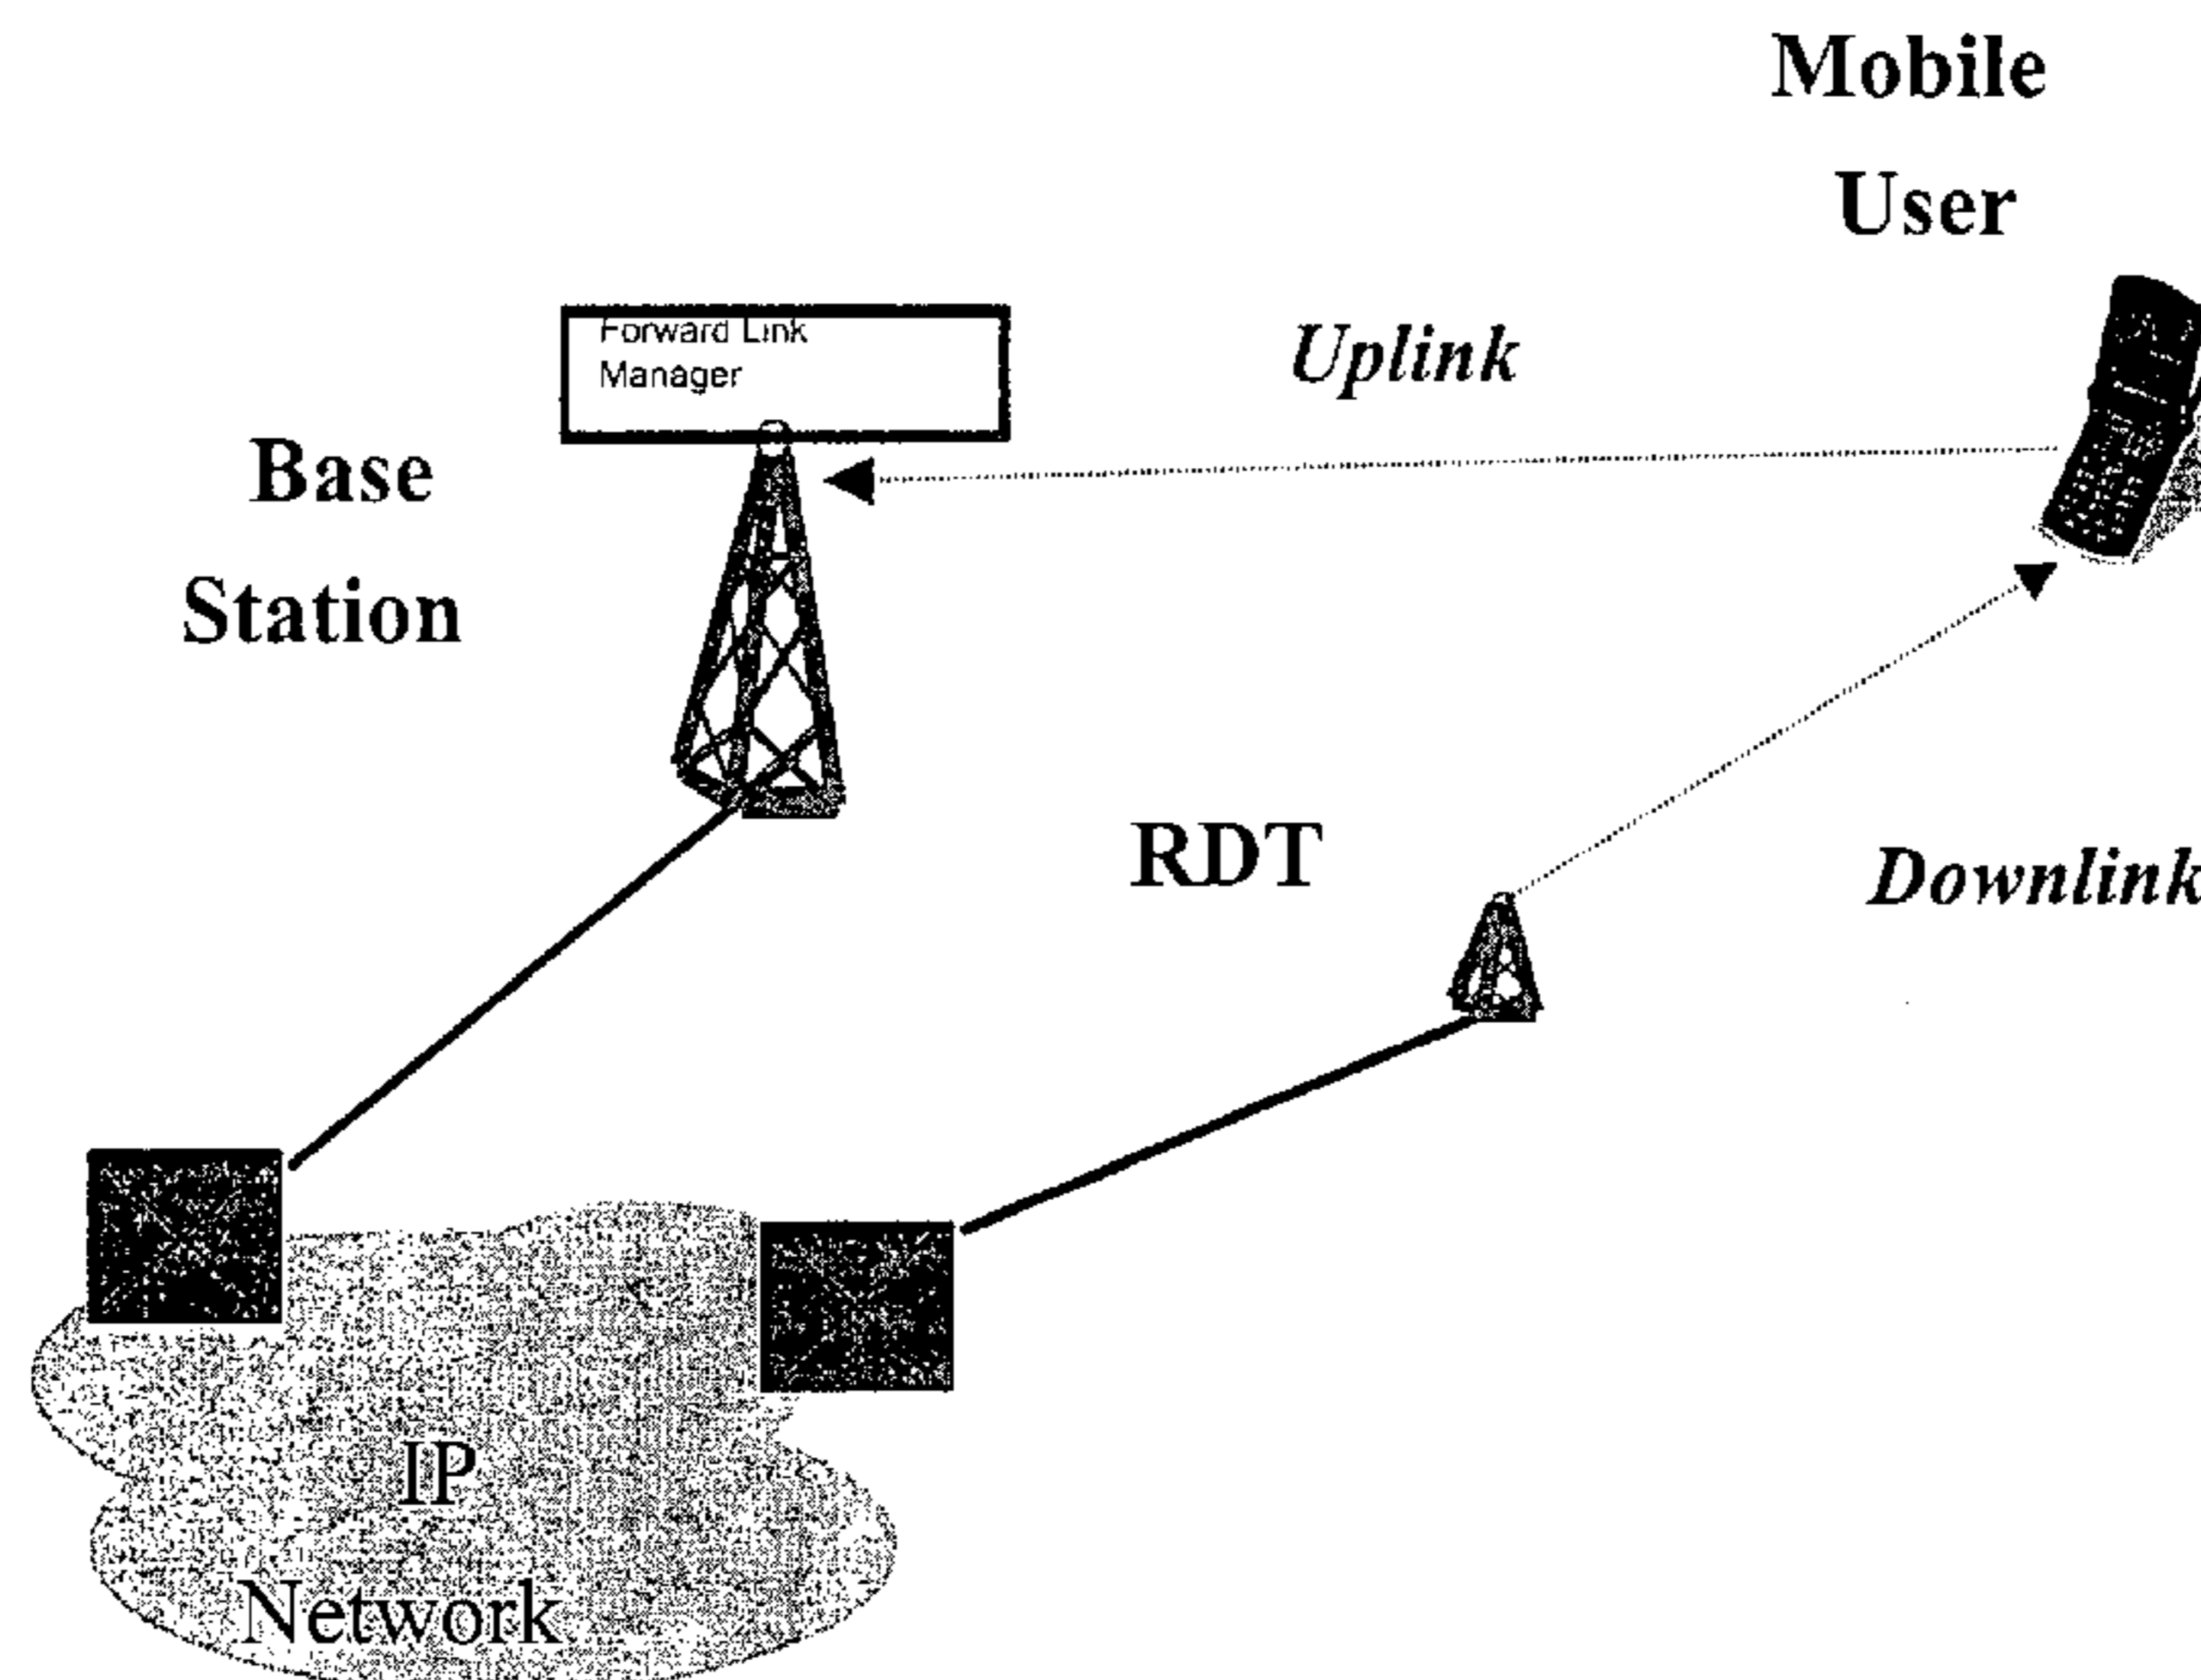 Mobile
User
Forward Link
Manager
Uplink
Base
Station
RDT
Downlink
IP
Network